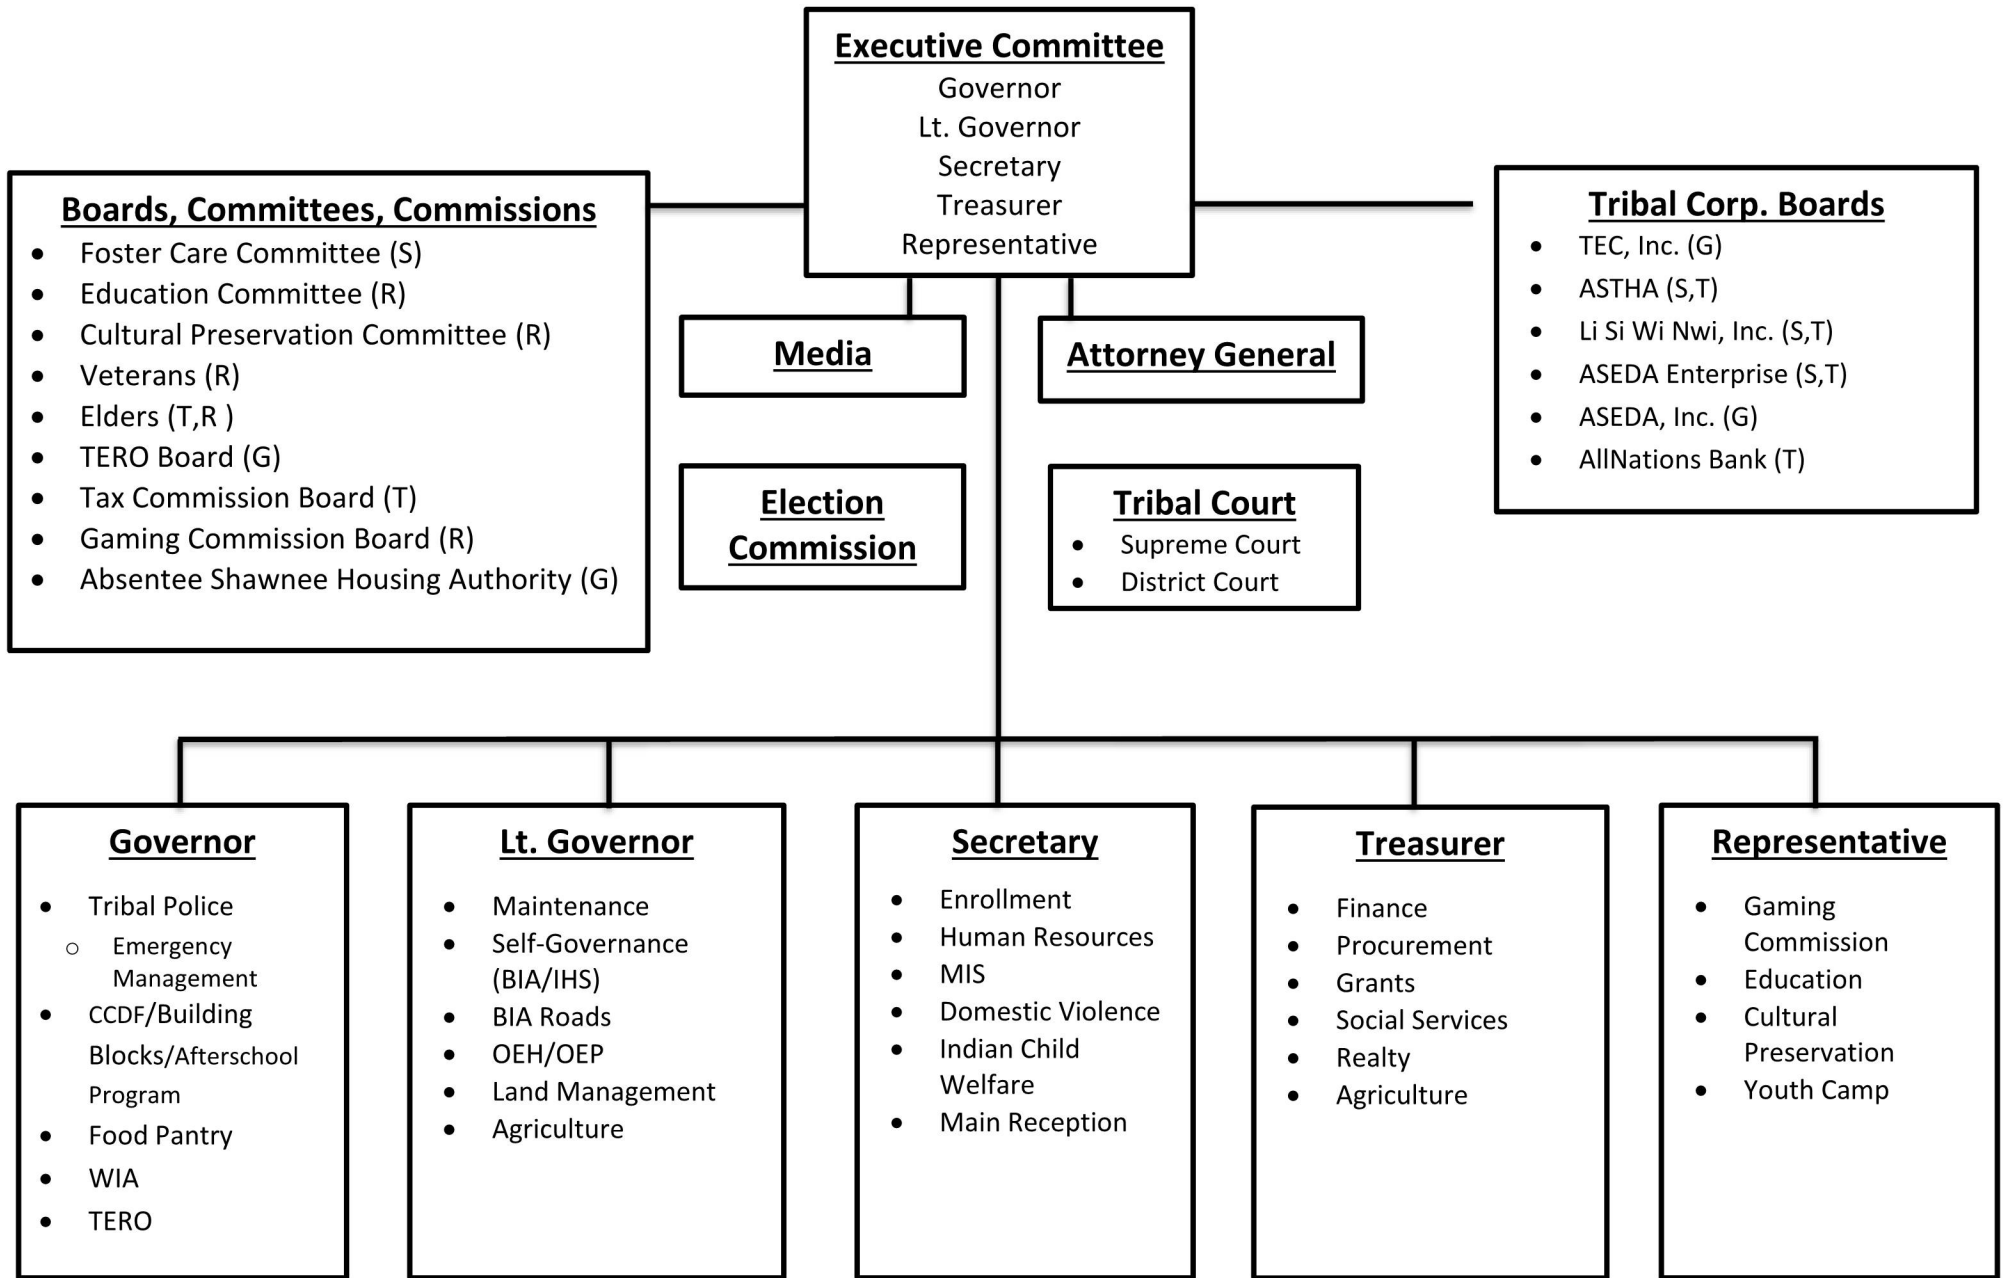 Executive Committee
Governor
Lt. Governor
Secretary
Treasurer
Representative
Boards, Committees, Commissions
• Foster Care Committee (S)
• Education Committee (R)
• Cultural Preservation Committee (R)
• Veterans (R)
• Elders (T,R )
• TERO Board (G)
• Tax Commission Board (T)
• Gaming Commission Board (R)
• Absentee Shawnee Housing Authority (G)
Media
Attorney General
Election
Commission
Tribal Court
• Supreme Court
• District Court
Tribal Corp. Boards
• TEC, Inc. (G)
• ASTHA (S,T)
• Li Si Wi Nwi, Inc. (S,T)
• ASEDA Enterprise (S,T)
• ASEDA, Inc. (G)
• AllNations Bank (T)
Governor
• Tribal Police
o Emergency
Management
• CCDF/Building
Blocks/Afterschool
Program
• Food Pantry
• WIA
• TERO
Lt. Governor
• Maintenance
• Self-Governance
(BIA/IHS)
• BIA Roads
• OEH/OEP
• Land Management
• Agriculture
Secretary
• Enrollment
• Human Resources
• MIS
• Domestic Violence
• Indian Child
Welfare
• Main Reception
Treasurer
• Finance
• Procurement
• Grants
• Social Services
• Realty
• Agriculture
Representative
• Gaming
Commission
• Education
• Cultural
Preservation
• Youth Camp